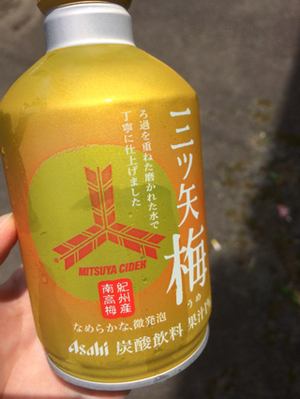 三ツ矢梅
うめ
ろ過を重ねた磨かれた水で
丁寧に仕上げました
MITSUYA CIDER
紀州産
南高梅
なめらかな、微発泡
Asahi 炭酸飲料 果汁